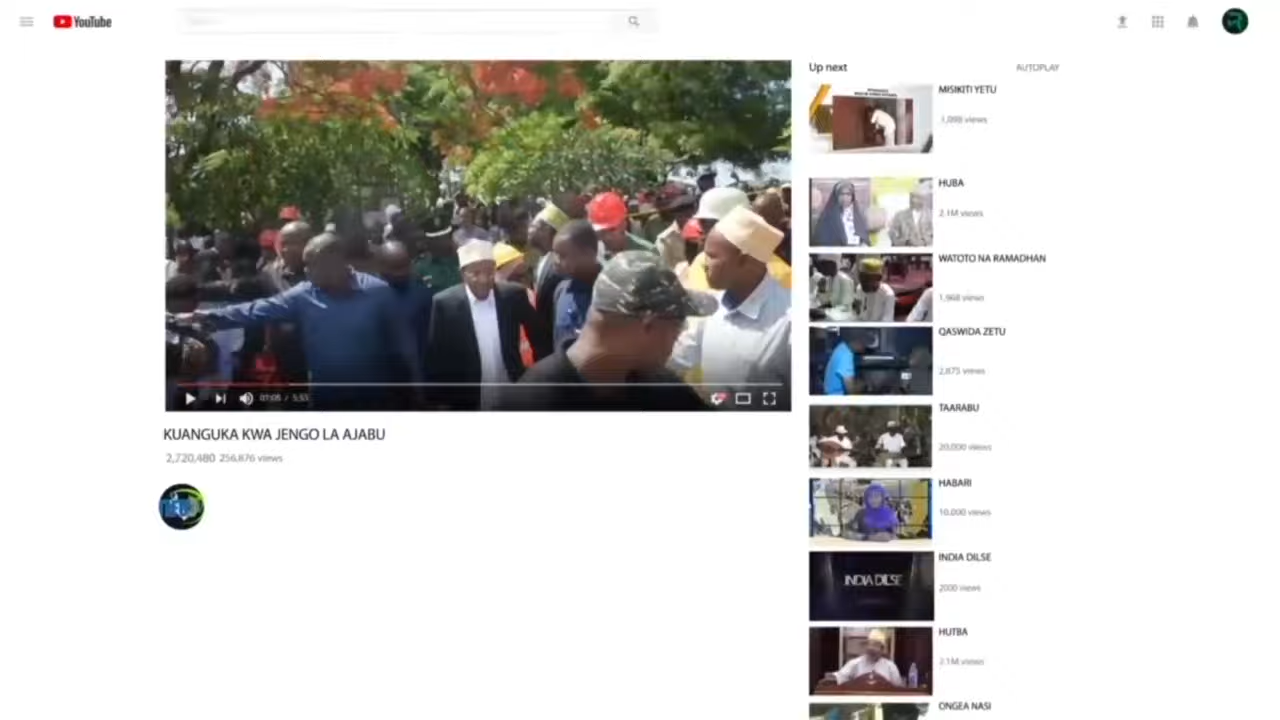 YouTube
Up next
AUTOPLAY
MISIKITI YETU
1,098 views
HUBA
2.1M views
WATOTO NA RAMADHAN
1,968 views
QASWIDA ZETU
2,875 views
TAARABU
20,000 views
HABARI
10,000 views
INDIA DILSE
INDIA DILSE
2000 views
HUTBA
2.1M views
ONGEA NASI
KUANGUKA KWA JENGO LA AJABU
2,720,480 256,876 views